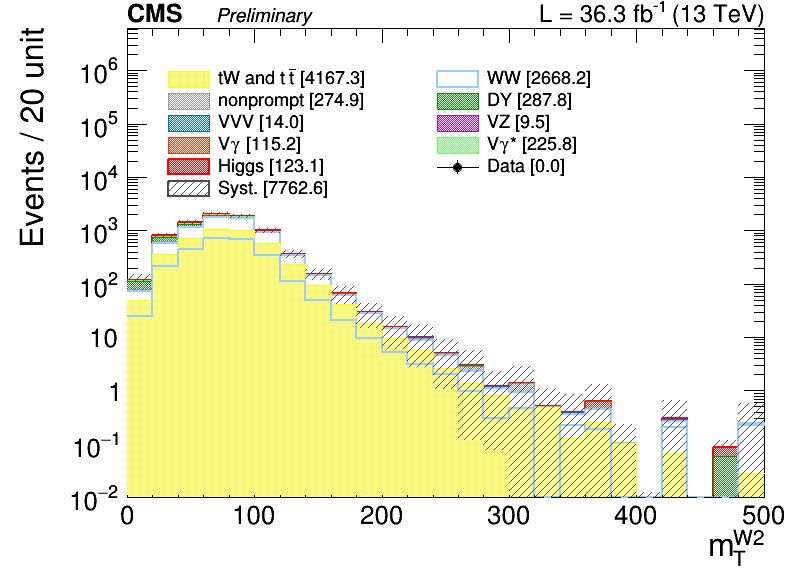 CMS Preliminary L = 36.3 fb⁻¹ (13 TeV)
Events / 20 unit
tW and tt̄ [4167.3] WW [2668.2]
nonprompt [274.9] DY [287.8]
VVV [14.0] VZ [9.5]
Vγ [115.2] Vγ* [225.8]
Higgs [123.1] Data [0.0]
Syst. [7762.6]
10⁶
10⁵
10⁴
10³
10²
10
1
10⁻¹
10⁻²
0 100 200 300 400 500
m_T^W2